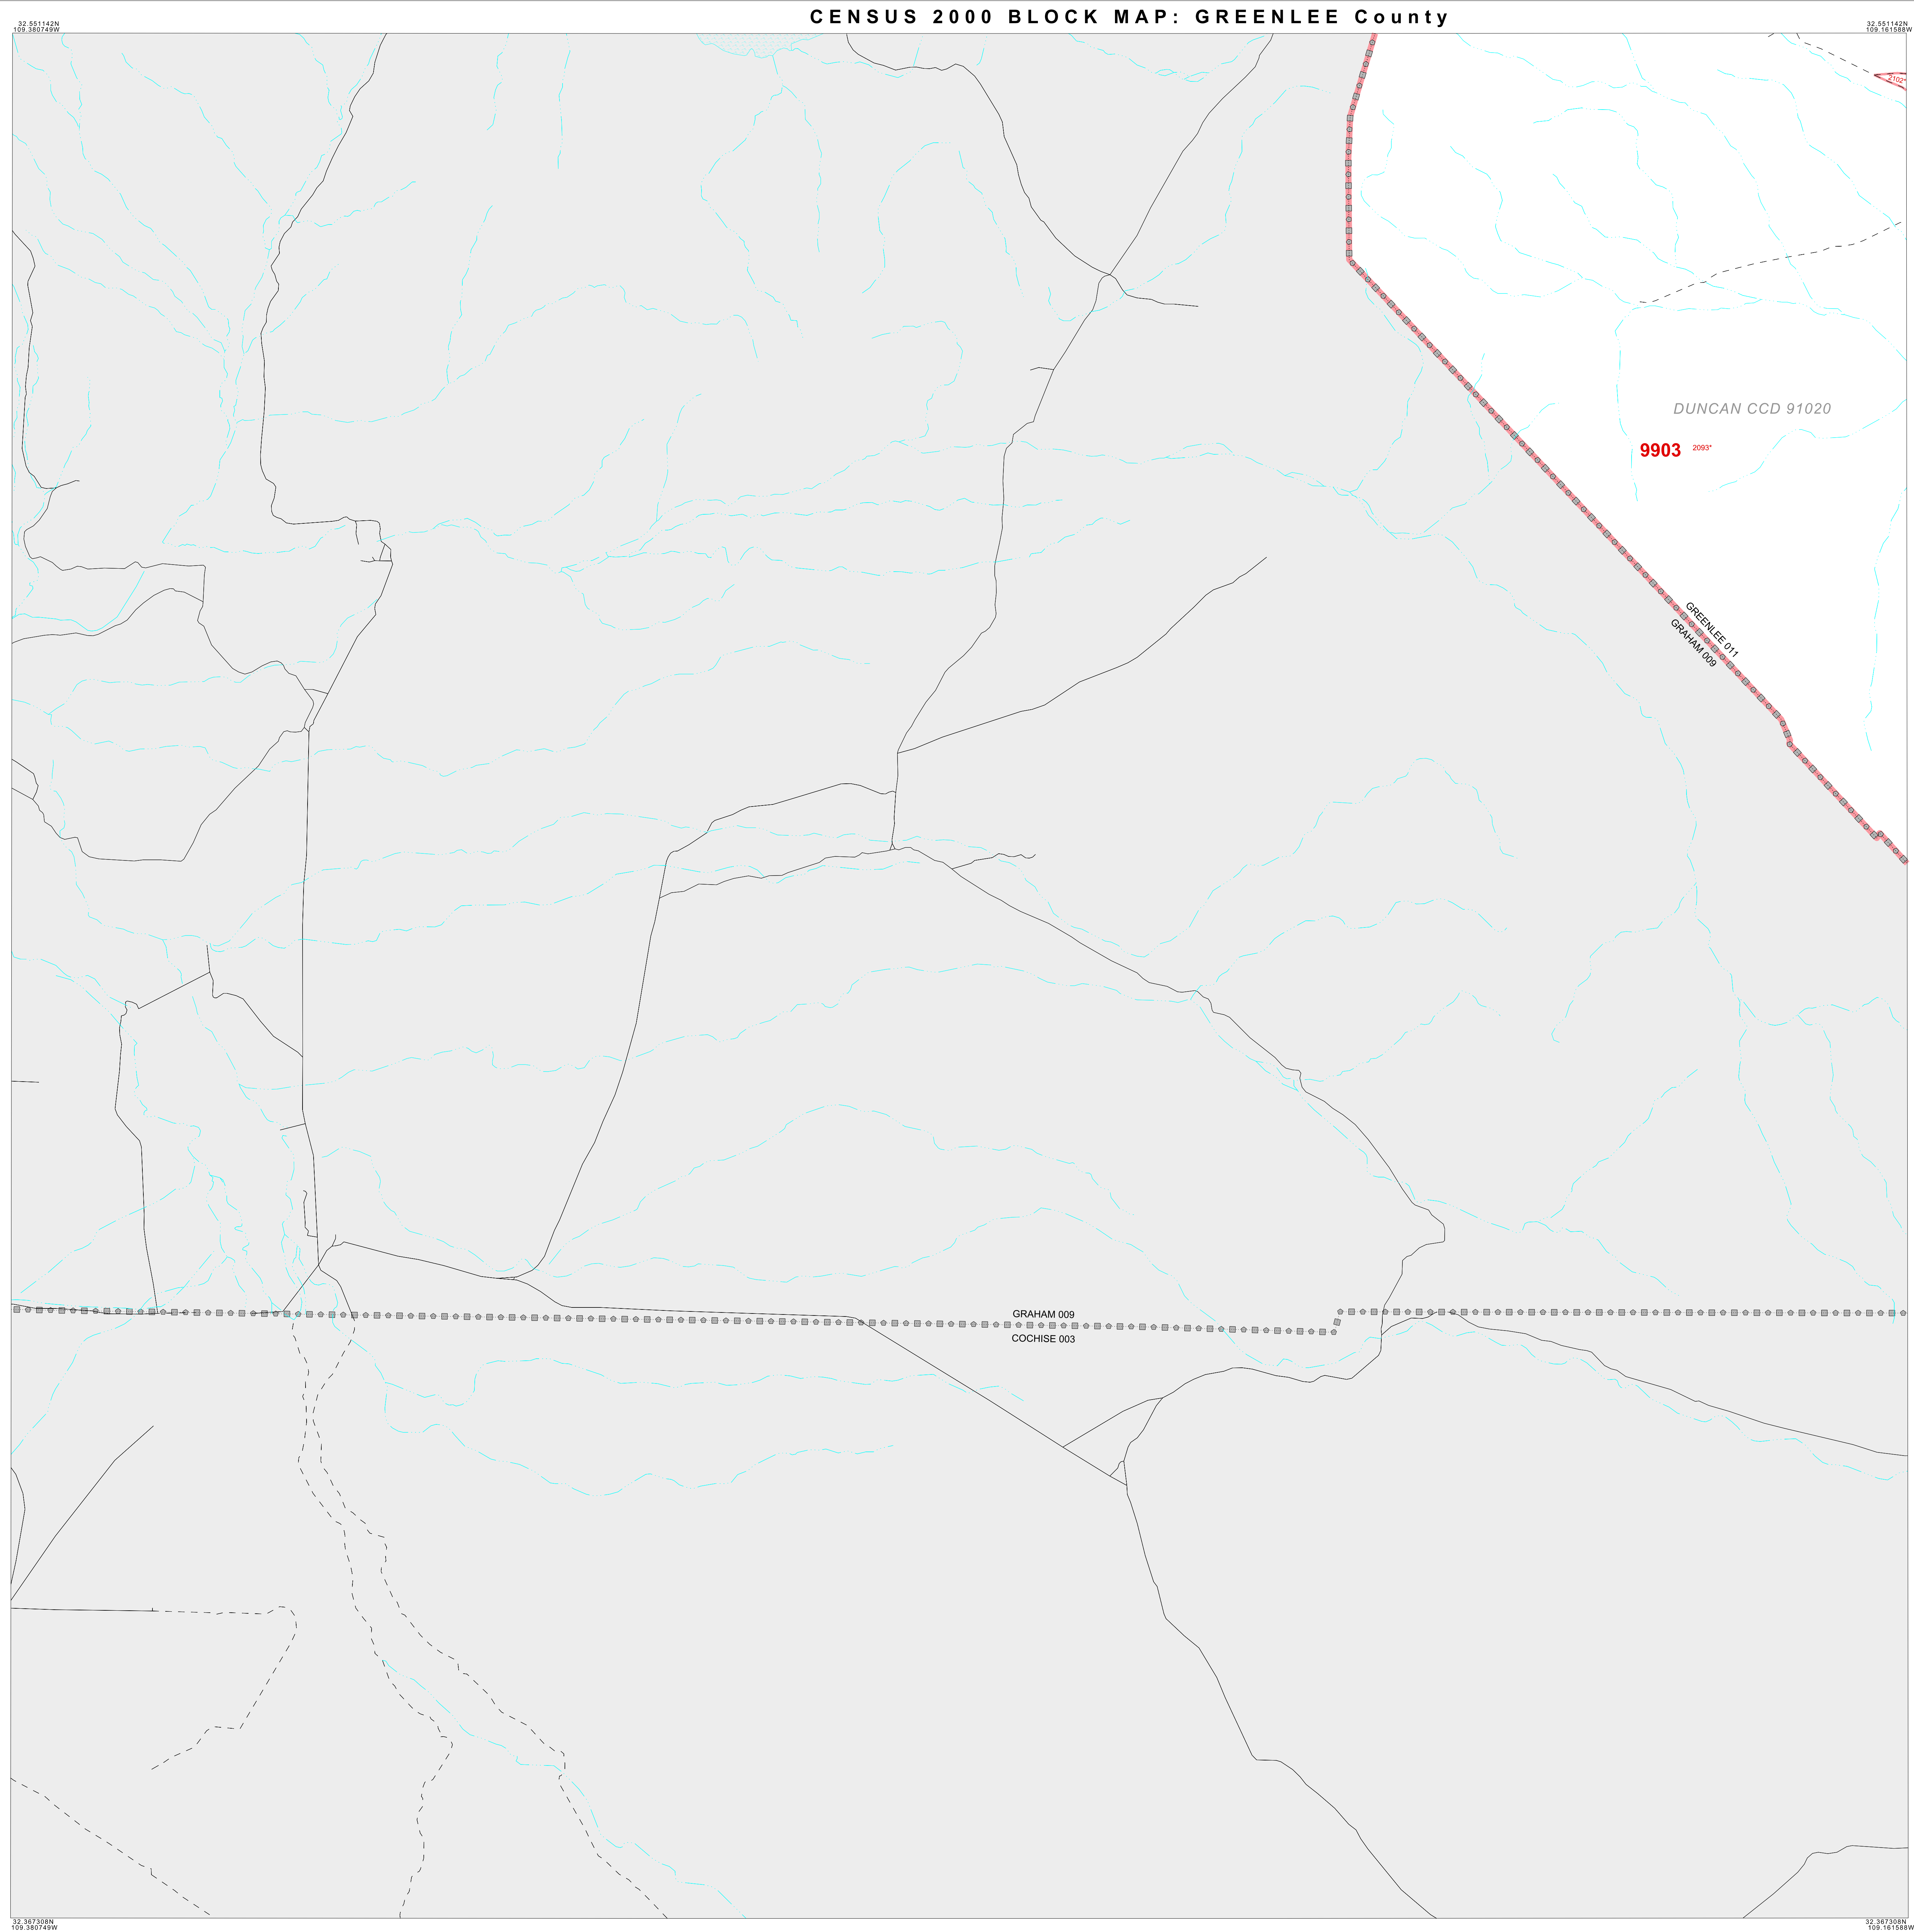 CENSUS 2000 BLOCK MAP: GREENLEE County
32.551142N
109.380749W
32.551142N
109.161588W
2102*
DUNCAN CCD 91020
9903 2093*
GREENLEE 011
GRAHAM 009
GRAHAM 009
COCHISE 003
32.367308N
109.380749W
32.367308N
109.161588W